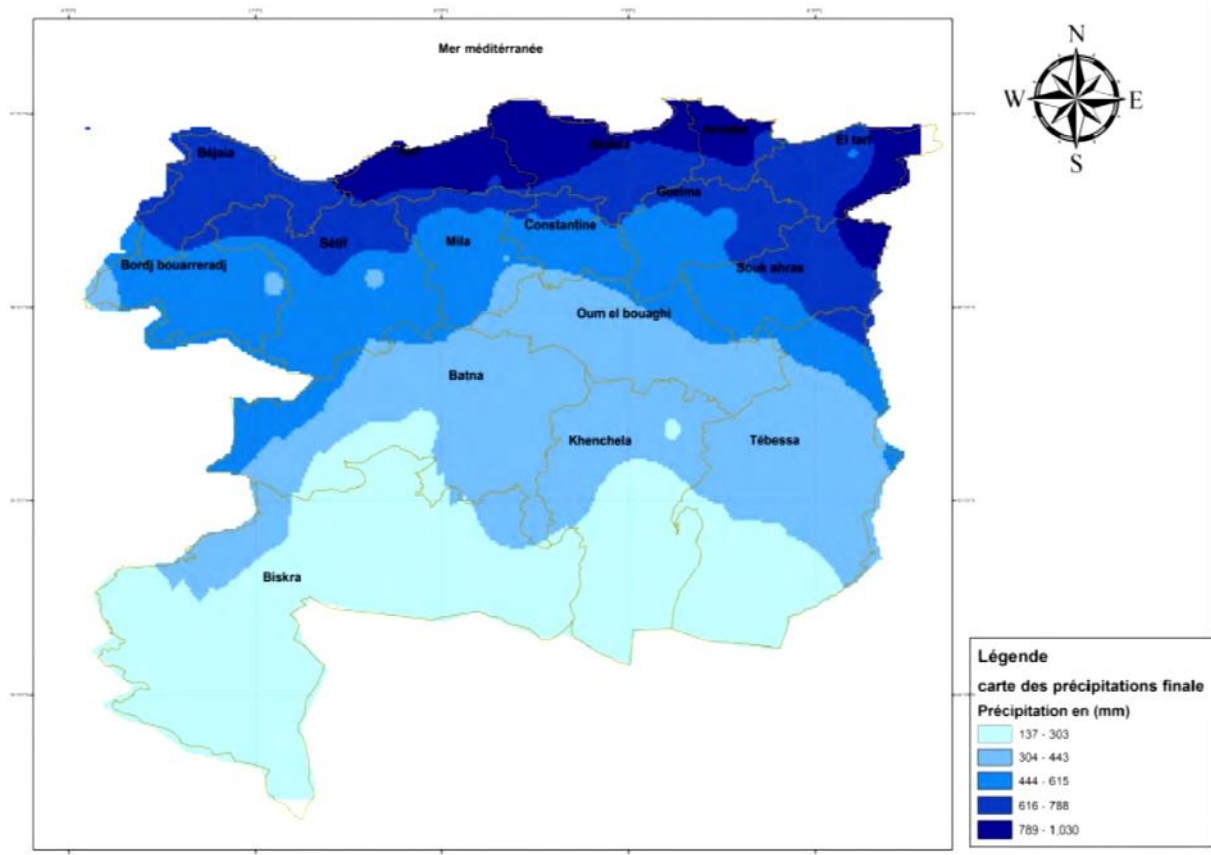 Mer méditérranée
N
W
E
S
Béjaia
Jijel
Skikda
Annaba
El tarf
Guelma
Constantine
Sétif
Mila
Bordj bouarreradj
Souk ahras
Oum el bouaghi
Batna
Khenchela
Tébessa
Biskra
Légende
carte des précipitations finale
Précipitation en (mm)
137 - 303
304 - 443
444 - 615
616 - 788
789 - 1,030